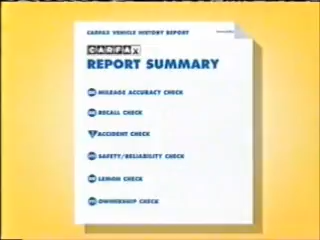 CARFAX VEHICLE HISTORY REPORT
CARFAX
REPORT SUMMARY
MILEAGE ACCURACY CHECK
RECALL CHECK
ACCIDENT CHECK
SAFETY/RELIABILITY CHECK
LEMON CHECK
OWNERSHIP CHECK